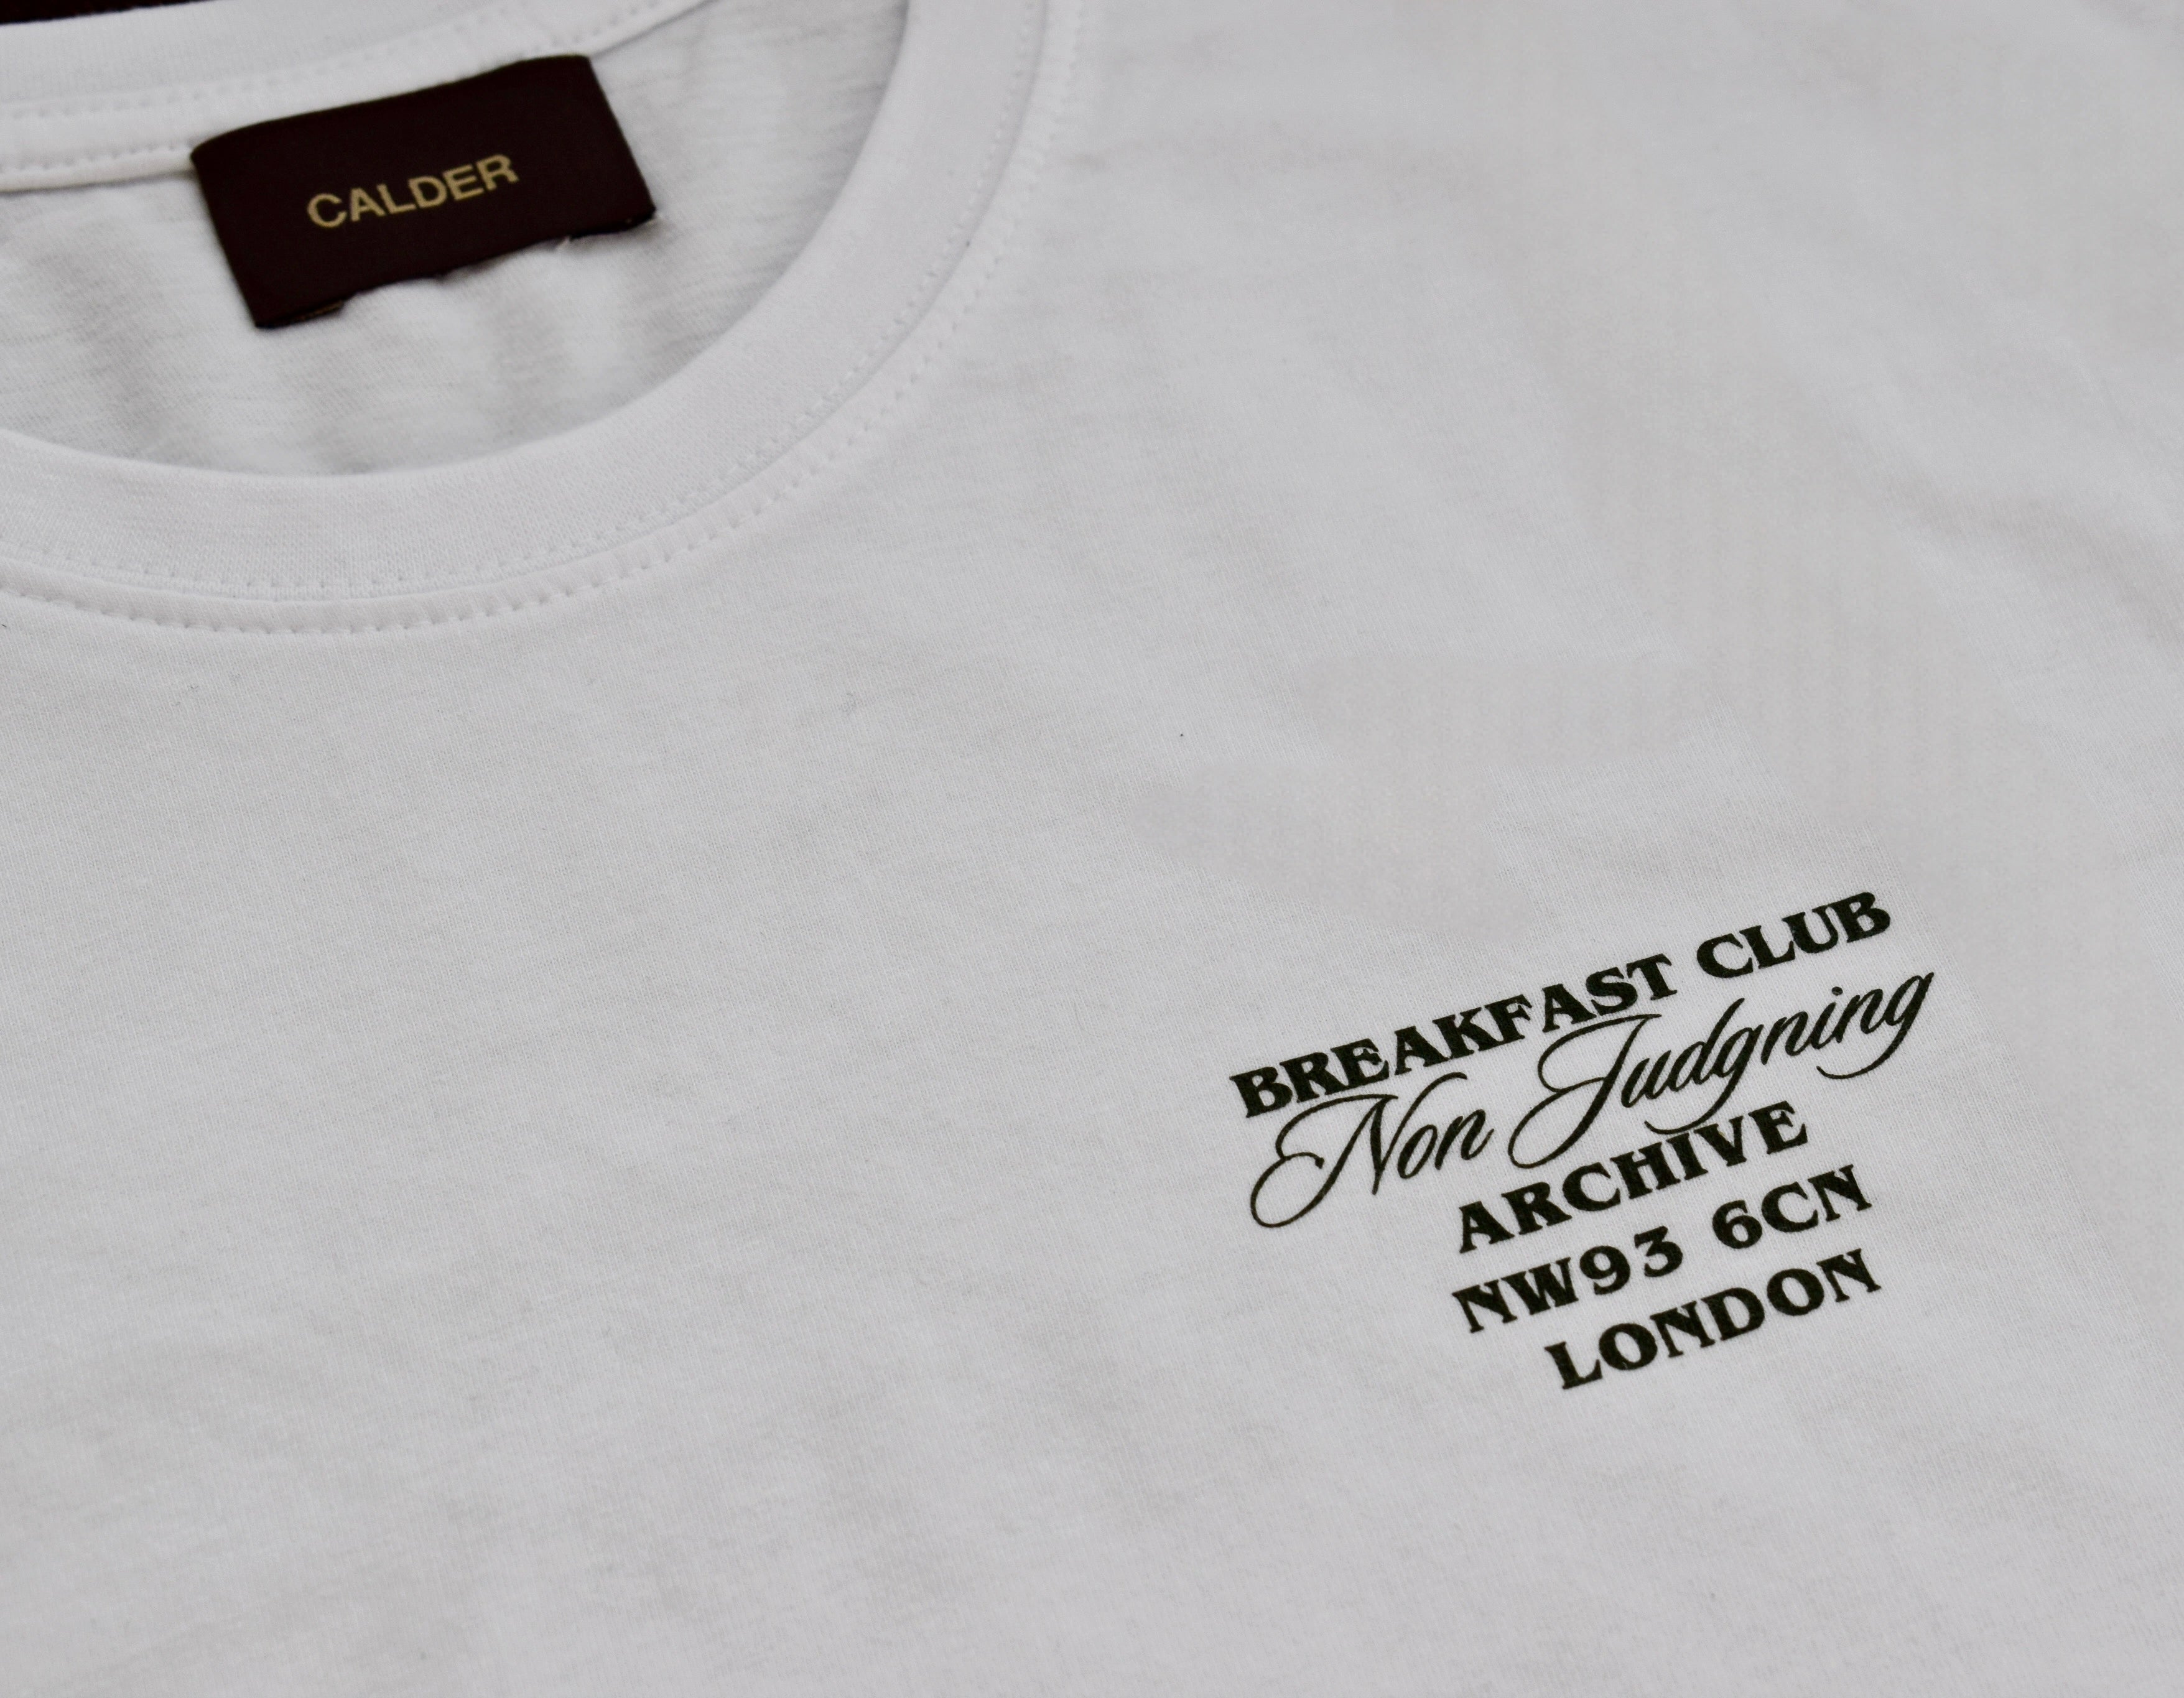 CALDER
BREAKFAST CLUB
Non Judgning
ARCHIVE
NW93 6CN
LONDON